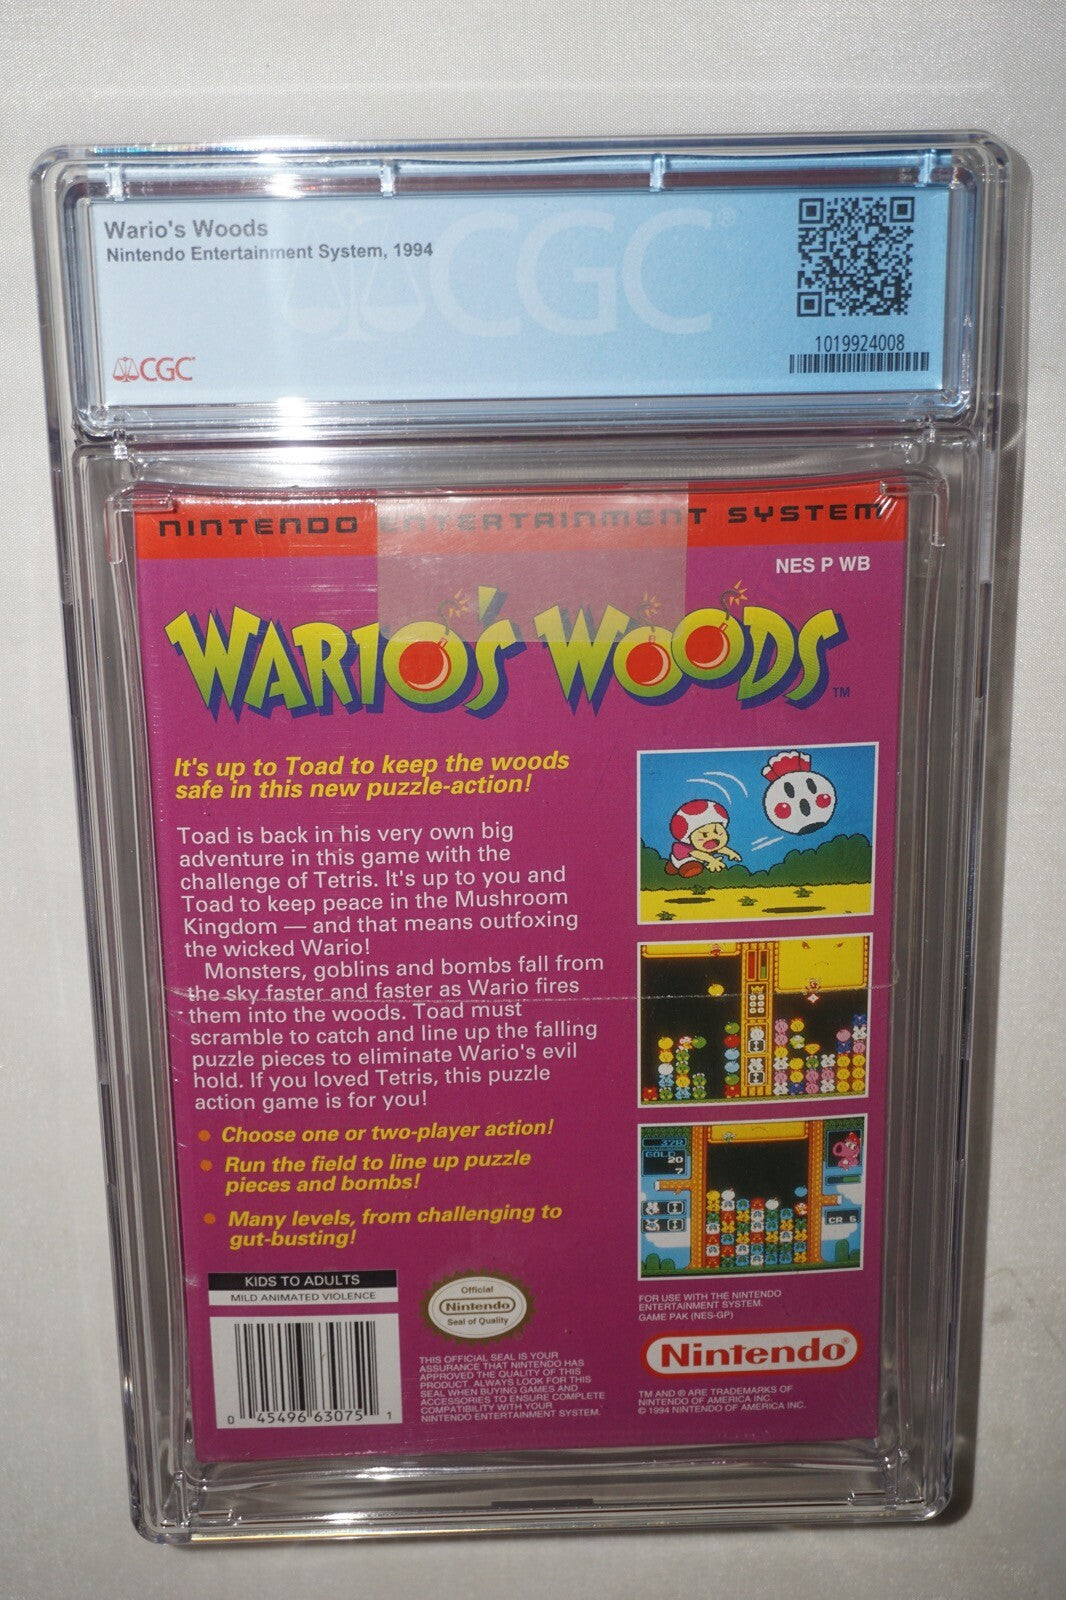 Wario's Woods
Nintendo Entertainment System, 1994
CGC
CGC
1019924008
NINTENDO ENTERTAINMENT SYSTEM
NES P WB
WARIO'S WOODS™
It's up to Toad to keep the woods
safe in this new puzzle-action!
Toad is back in his very own big
adventure in this game with the
challenge of Tetris. It's up to you and
Toad to keep peace in the Mushroom
Kingdom — and that means outfoxing
the wicked Wario!
Monsters, goblins and bombs fall from
the sky faster and faster as Wario fires
them into the woods. Toad must
scramble to catch and line up the falling
puzzle pieces to eliminate Wario's evil
hold. If you loved Tetris, this puzzle
action game is for you!
• Choose one or two-player action!
• Run the field to line up puzzle
pieces and bombs!
• Many levels, from challenging to
gut-busting!
GOLD
20
7
CR 6
KIDS TO ADULTS
MILD ANIMATED VIOLENCE
0 45496 63075 1
Official
Nintendo
Seal of Quality
THIS OFFICIAL SEAL IS YOUR
ASSURANCE THAT NINTENDO HAS
APPROVED THE QUALITY OF THIS
PRODUCT. ALWAYS LOOK FOR THIS
SEAL WHEN BUYING GAMES AND
ACCESSORIES TO ENSURE COMPLETE
COMPATIBILITY WITH YOUR
NINTENDO ENTERTAINMENT SYSTEM.
FOR USE WITH THE NINTENDO
ENTERTAINMENT SYSTEM.
GAME PAK (NES-GP)
Nintendo®
TM AND ® ARE TRADEMARKS OF
NINTENDO OF AMERICA INC.
© 1994 NINTENDO OF AMERICA INC.